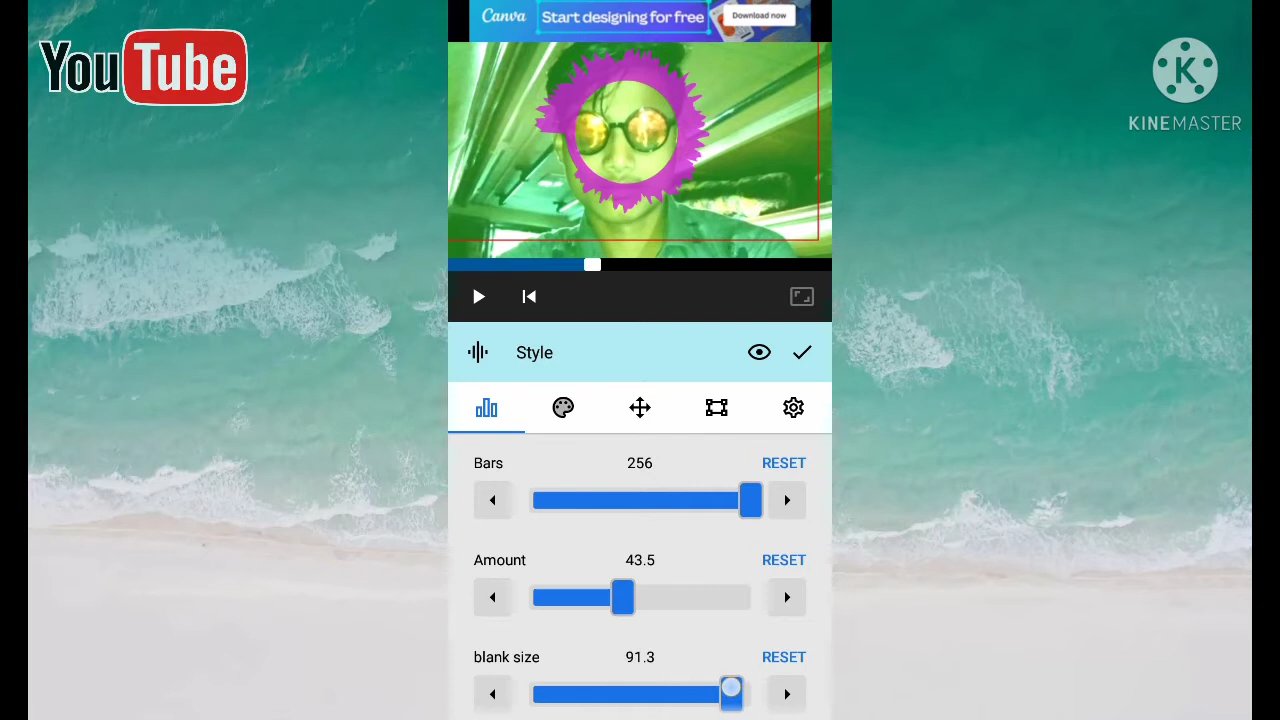 Canva
Start designing for free
Download now
YouTube
K
KINEMASTER
Style
Bars
256
RESET
Amount
43.5
RESET
blank size
91.3
RESET